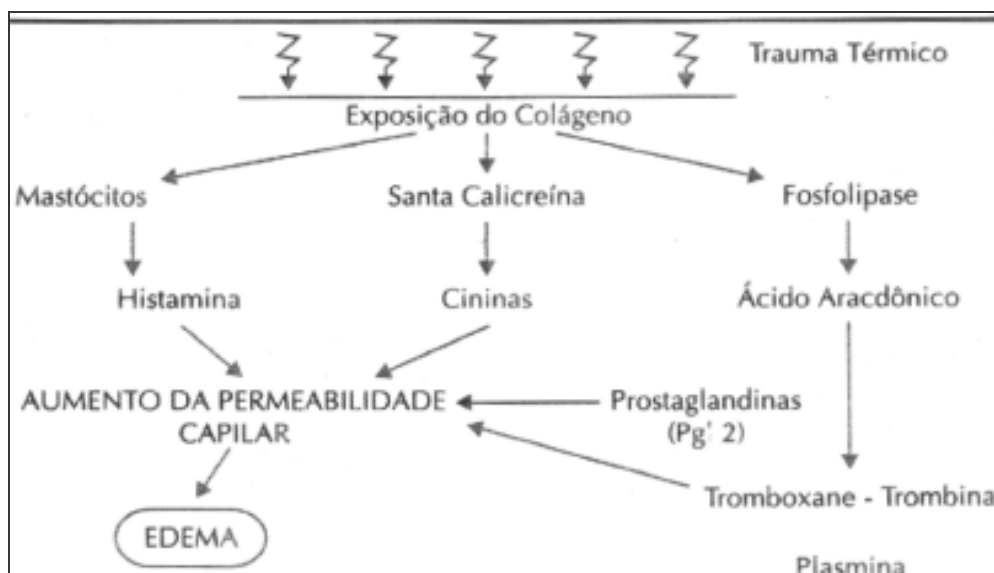 Trauma Térmico
Exposição do Colágeno
Mastócitos
Santa Calicreína
Fosfolipase
Histamina
Cininas
Ácido Aracdônico
AUMENTO DA PERMEABILIDADE
CAPILAR
Prostaglandinas
(Pg' 2)
Tromboxane - Trombina
EDEMA
Plasmina